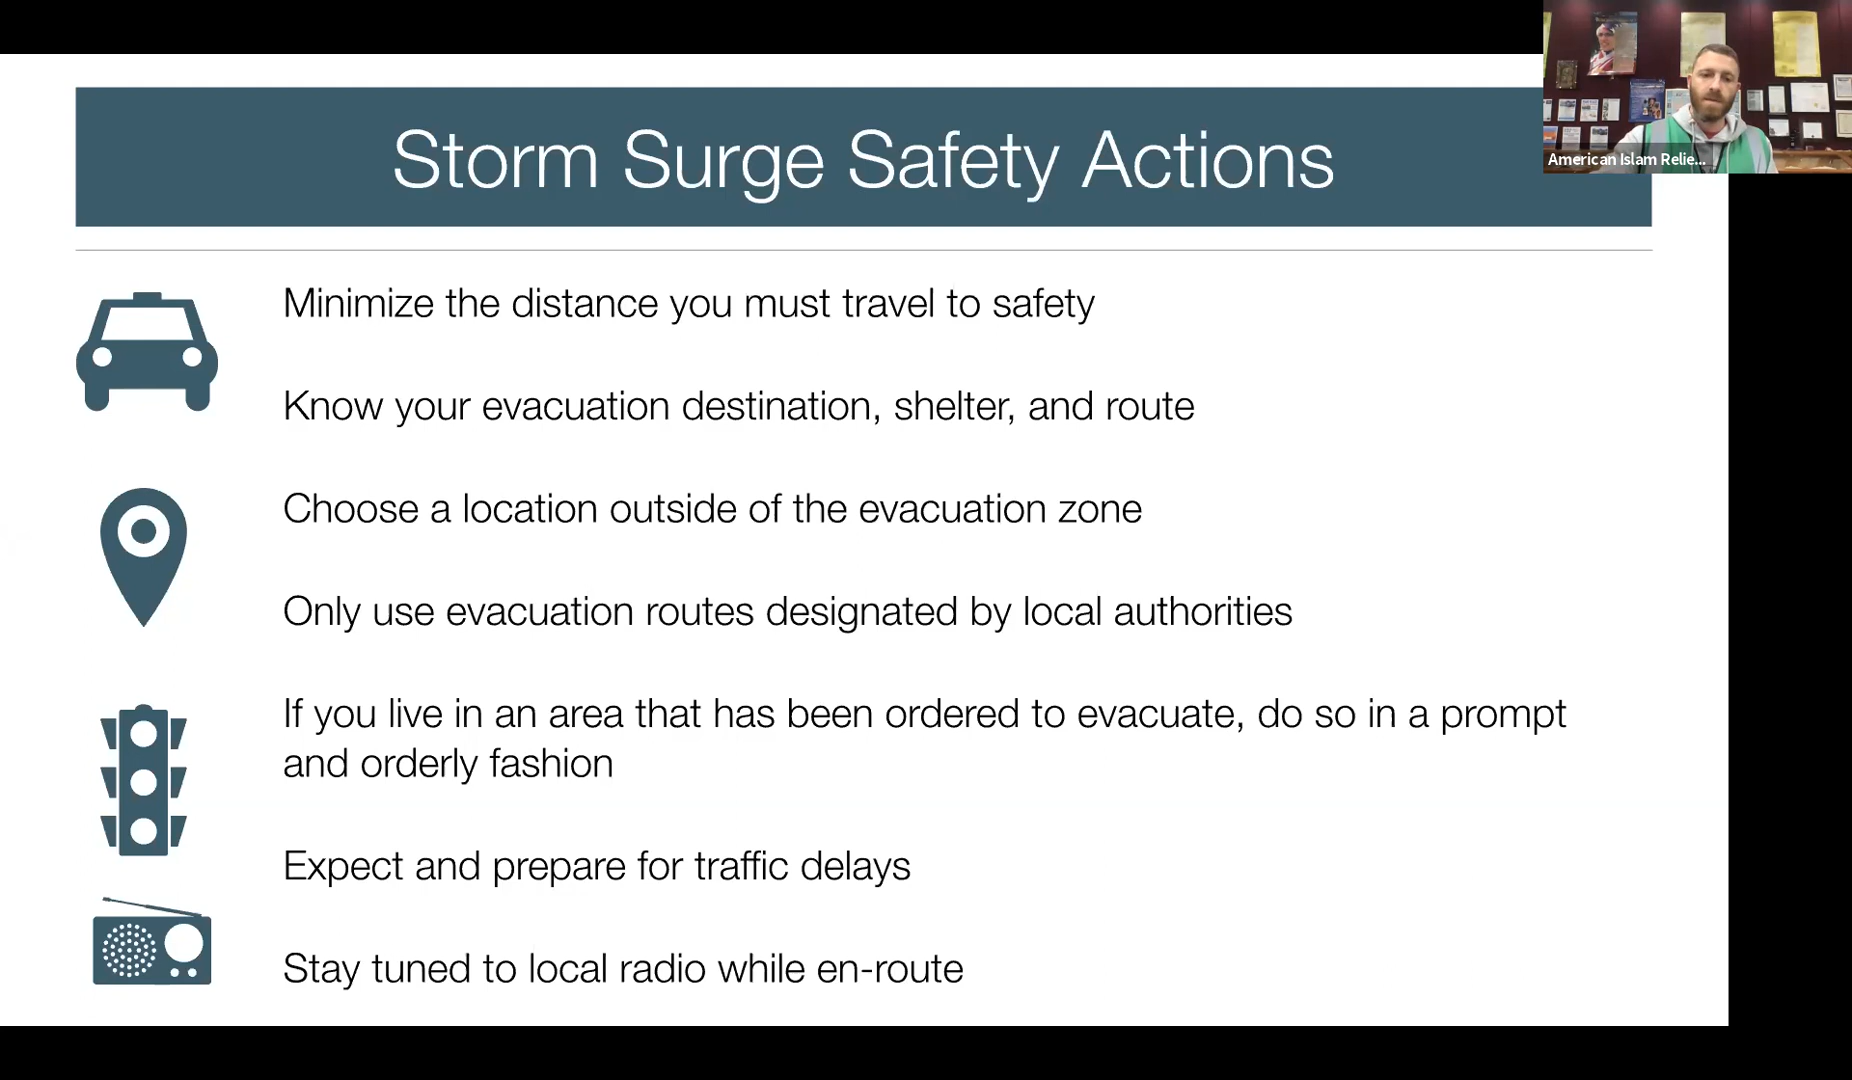 Storm Surge Safety Actions
American Islam Relie...
Minimize the distance you must travel to safety
Know your evacuation destination, shelter, and route
Choose a location outside of the evacuation zone
Only use evacuation routes designated by local authorities
If you live in an area that has been ordered to evacuate, do so in a prompt
and orderly fashion
Expect and prepare for traffic delays
Stay tuned to local radio while en-route